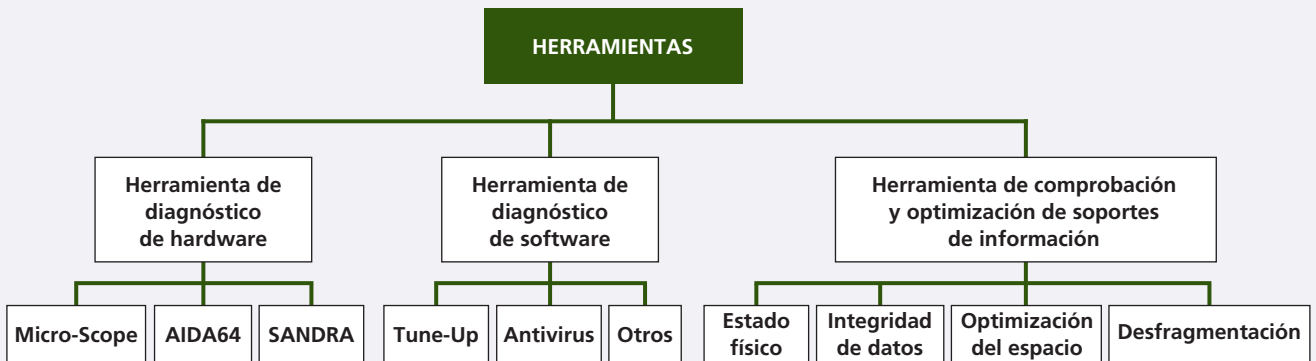 HERRAMIENTAS
Herramienta de
diagnóstico
de hardware
Herramienta de
diagnóstico
de software
Herramienta de comprobación
y optimización de soportes
de información
Micro-Scope
AIDA64
SANDRA
Tune-Up
Antivirus
Otros
Estado
físico
Integridad
de datos
Optimización
del espacio
Desfragmentación